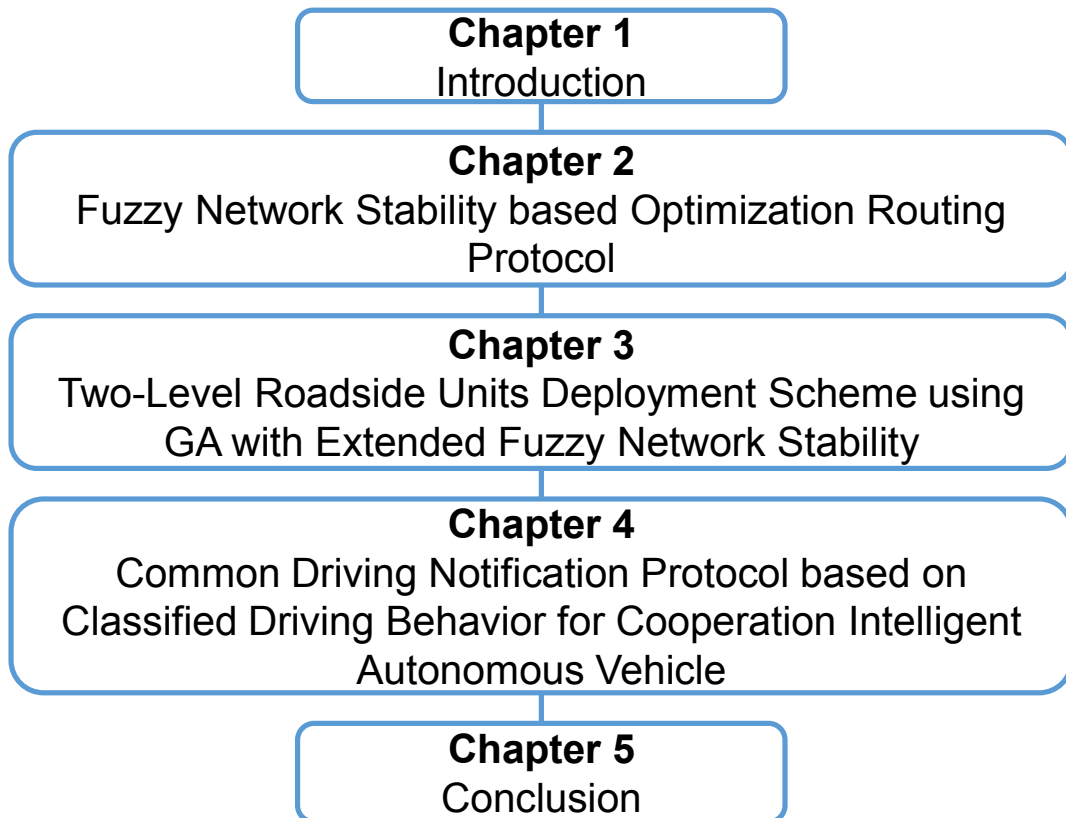 Chapter 1
Introduction
Chapter 2
Fuzzy Network Stability based Optimization Routing
Protocol
Chapter 3
Two-Level Roadside Units Deployment Scheme using
GA with Extended Fuzzy Network Stability
Chapter 4
Common Driving Notification Protocol based on
Classified Driving Behavior for Cooperation Intelligent
Autonomous Vehicle
Chapter 5
Conclusion